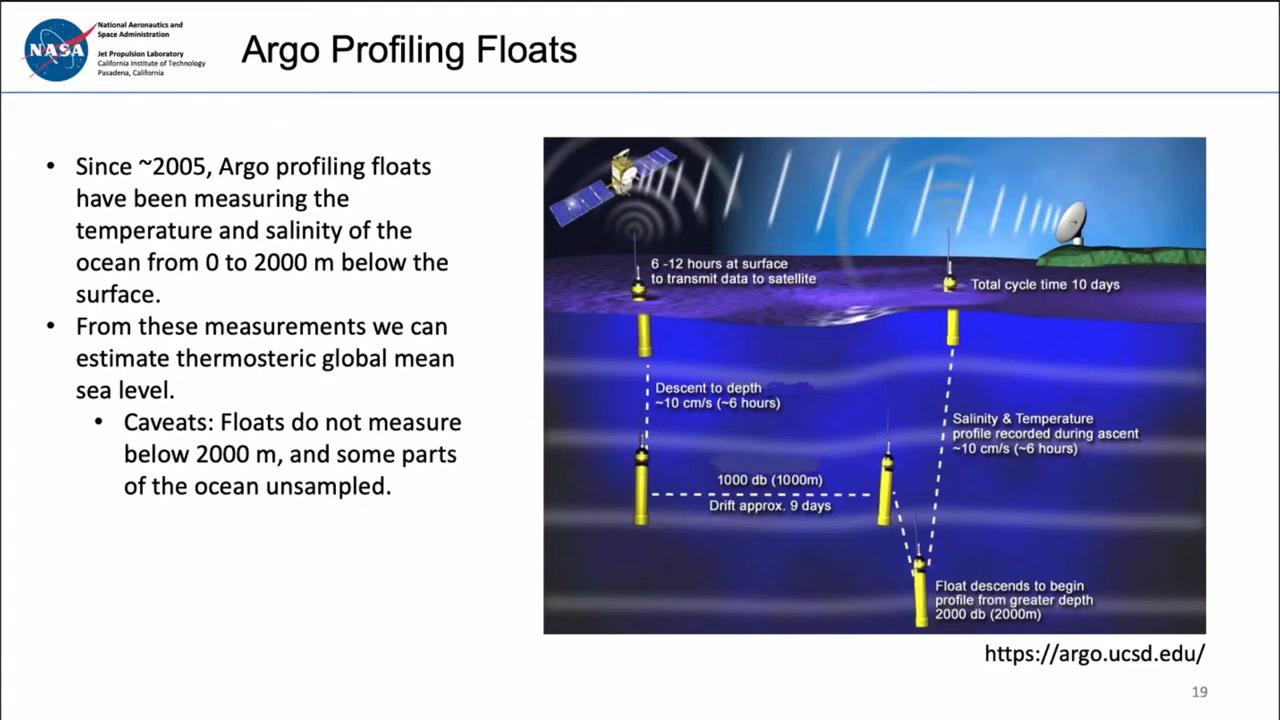 National Aeronautics and
Space Administration
NASA
Jet Propulsion Laboratory
California Institute of Technology
Pasadena, California
Argo Profiling Floats
• Since ~2005, Argo profiling floats
have been measuring the
temperature and salinity of the
ocean from 0 to 2000 m below the
surface.
• From these measurements we can
estimate thermosteric global mean
sea level.
• Caveats: Floats do not measure
below 2000 m, and some parts
of the ocean unsampled.
6 -12 hours at surface
to transmit data to satellite
Total cycle time 10 days
Descent to depth
~10 cm/s (~6 hours)
Salinity & Temperature
profile recorded during ascent
~10 cm/s (~6 hours)
1000 db (1000m)
Drift approx. 9 days
Float descends to begin
profile from greater depth
2000 db (2000m)
https://argo.ucsd.edu/
19